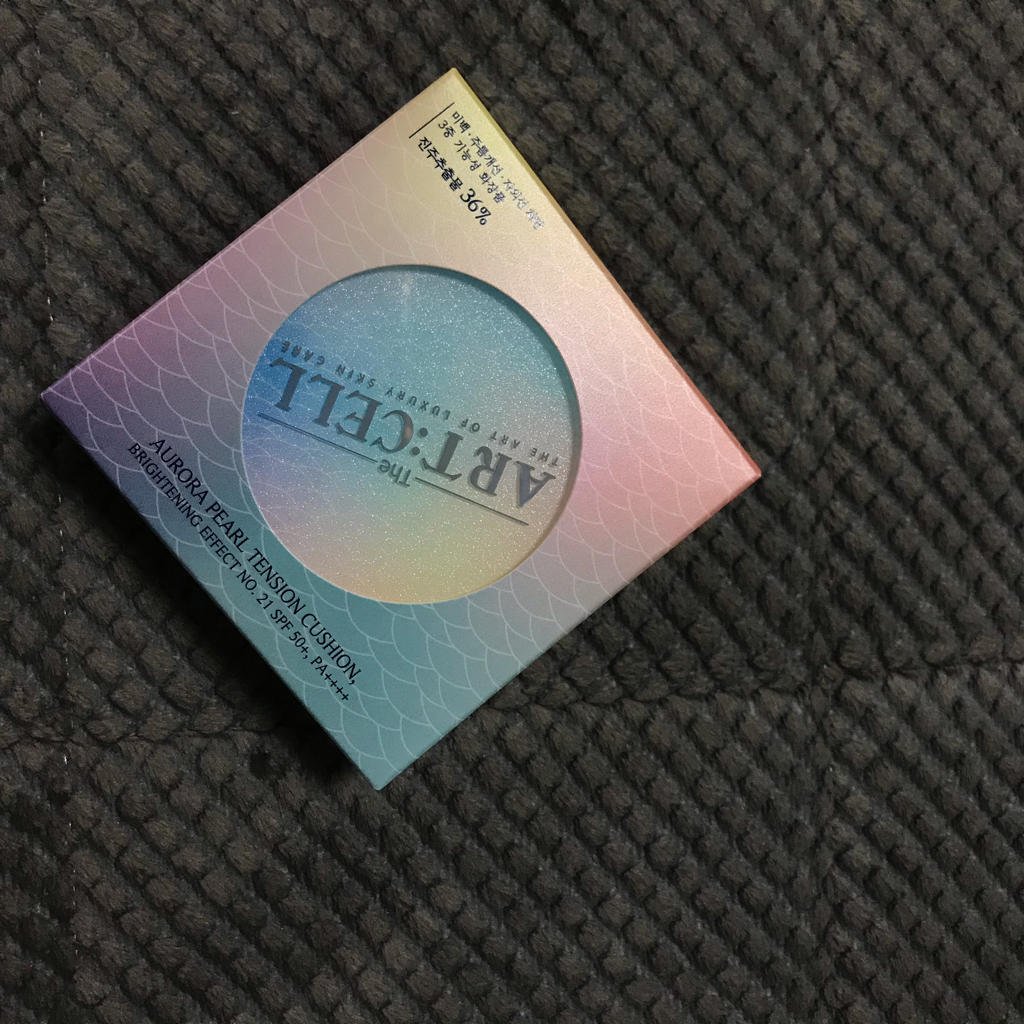 미백·주름개선·자외선 차단
3중 기능성 화장품
진주추출물 36%
The
ART:CELL
THE ART OF LUXURY SKIN CARE
AURORA PEARL TENSION CUSHION,
BRIGHTENING EFFECT NO. 21 SPF 50+, PA++++